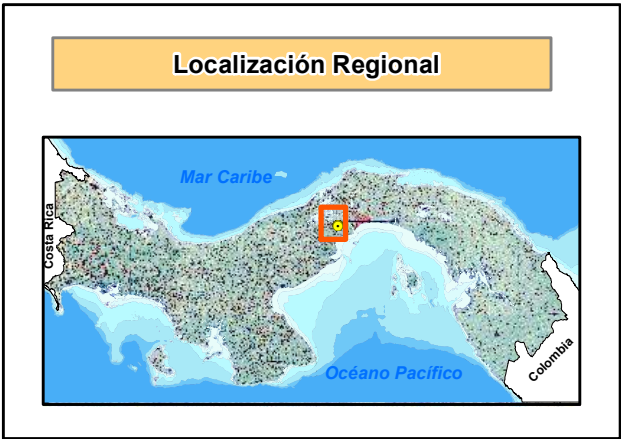 Localización Regional
Mar Caribe
Costa Rica
Océano Pacífico
Colombia